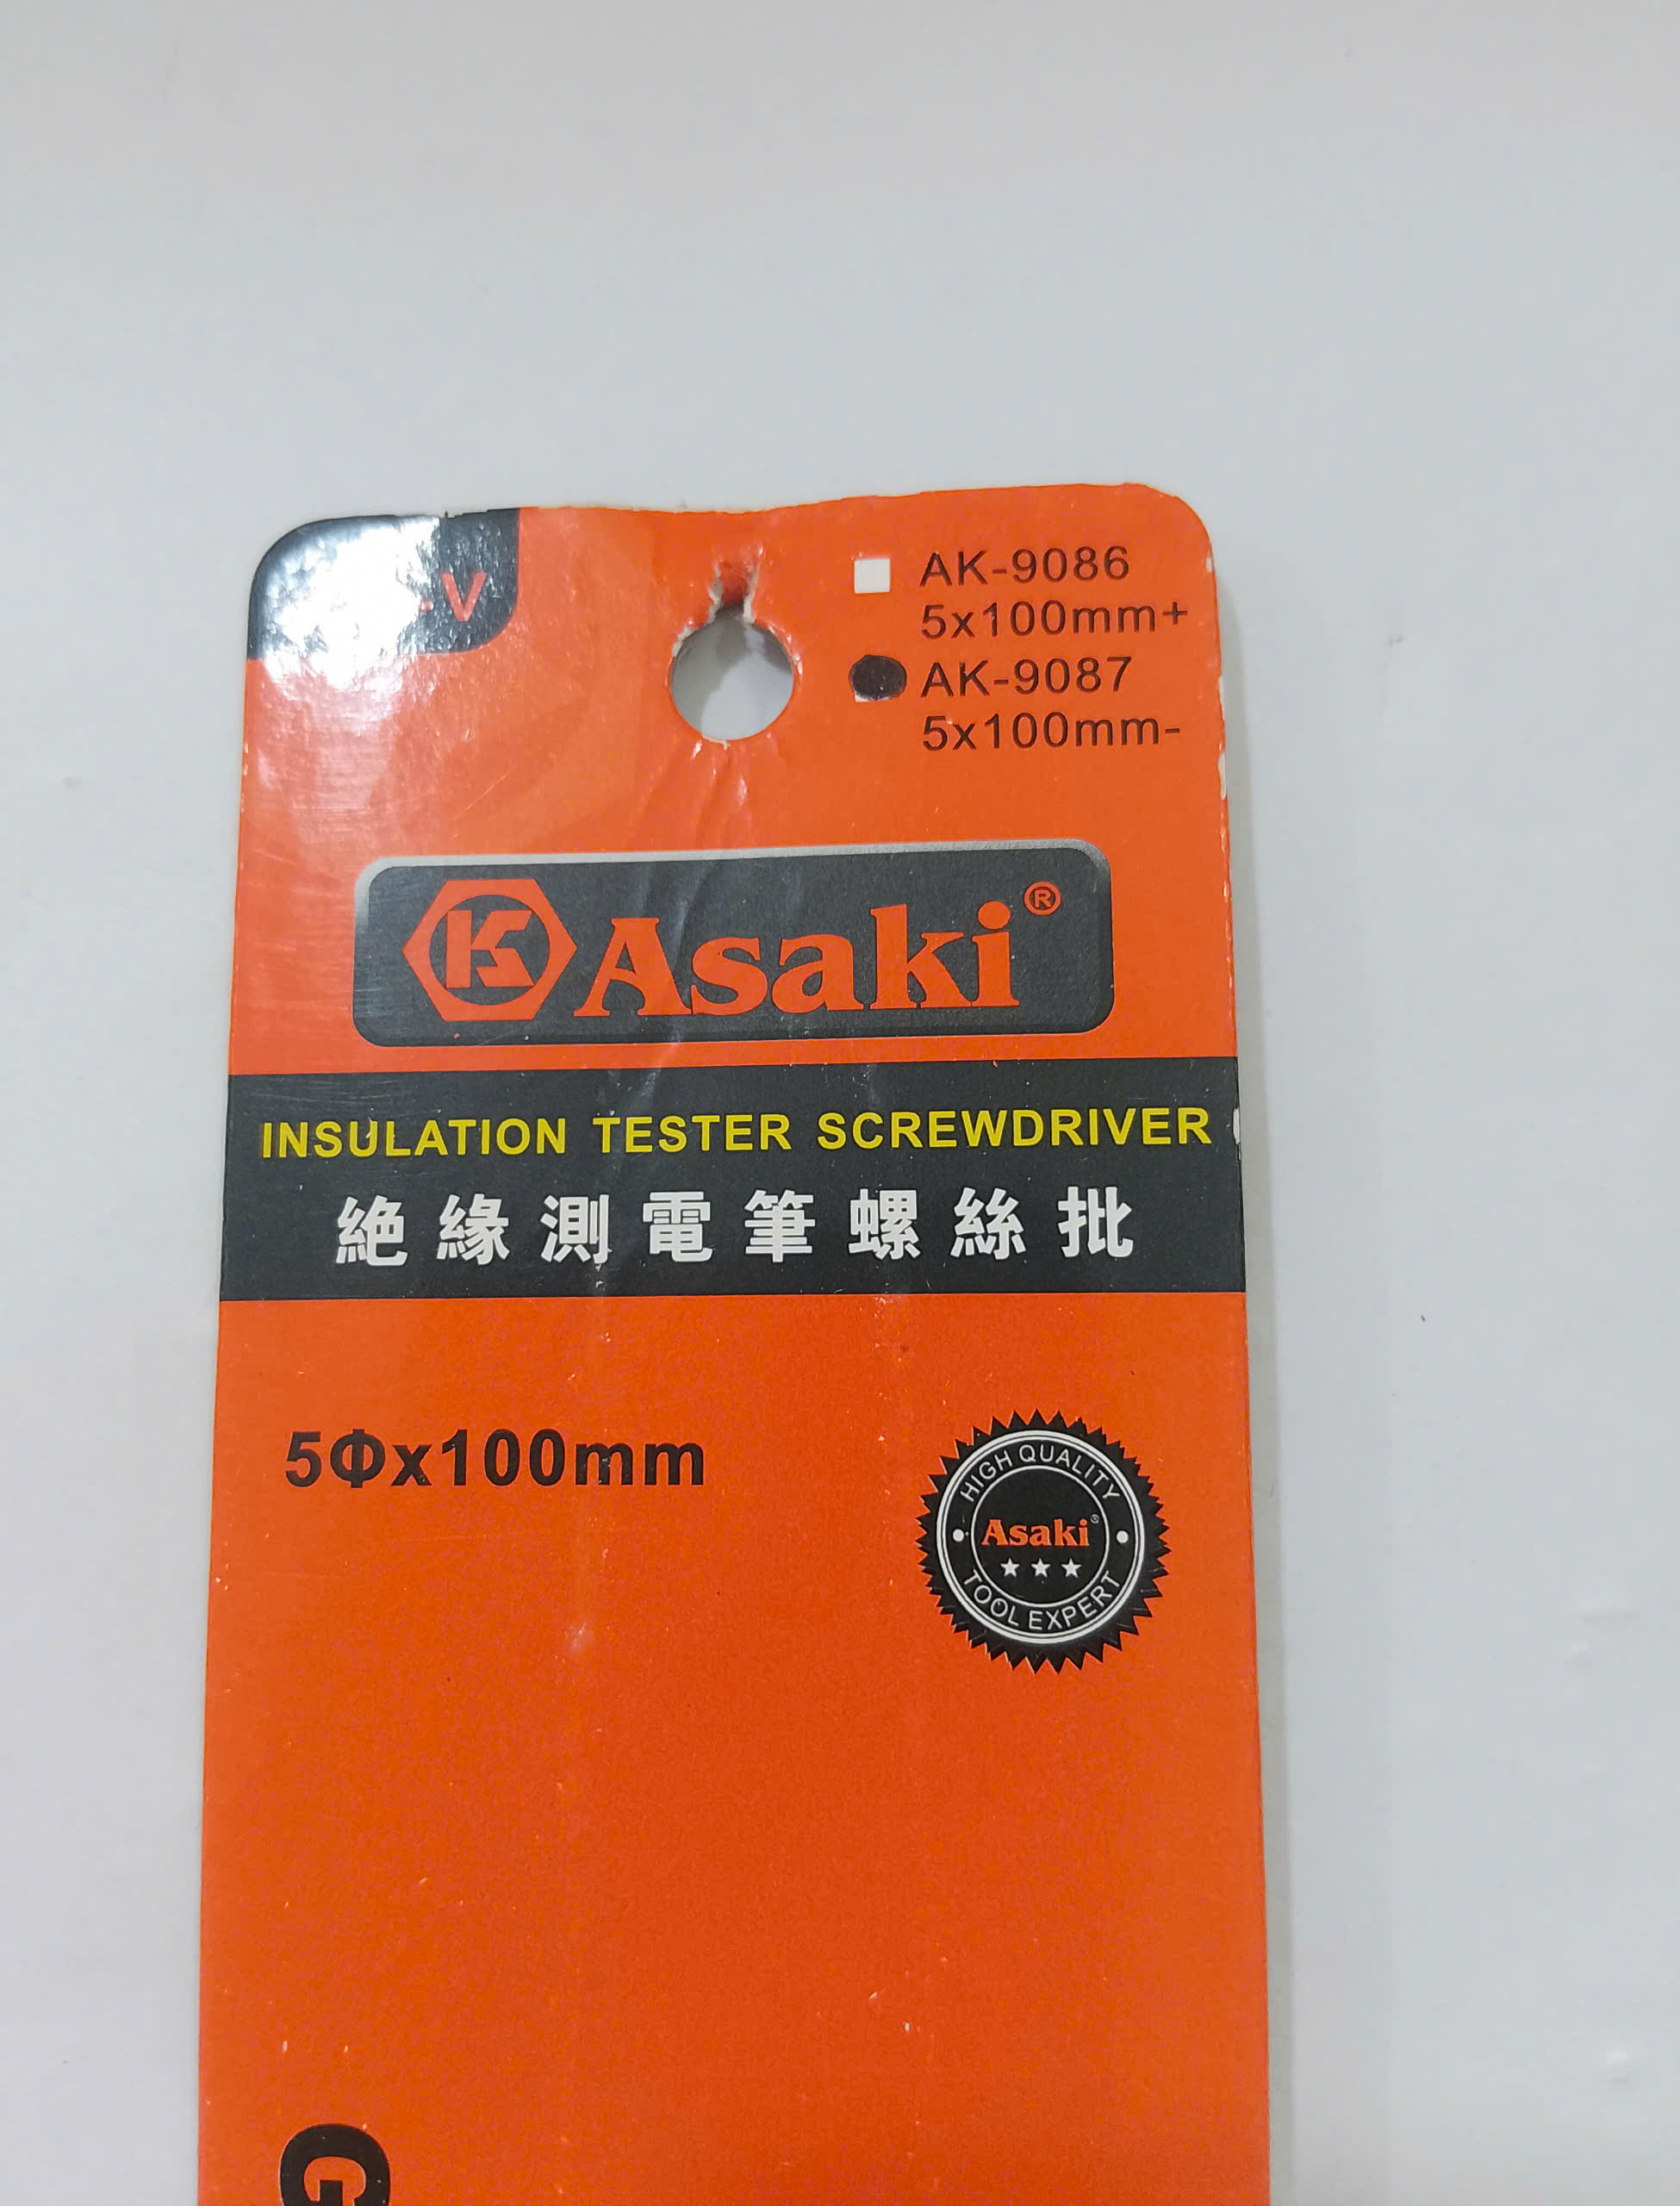 AK-9086
5x100mm+
AK-9087
5x100mm-
K Asaki®
INSULATION TESTER SCREWDRIVER
絕緣測電筆螺絲批
5Φx100mm
HIGH QUALITY
Asaki®
TOOL EXPERT
G